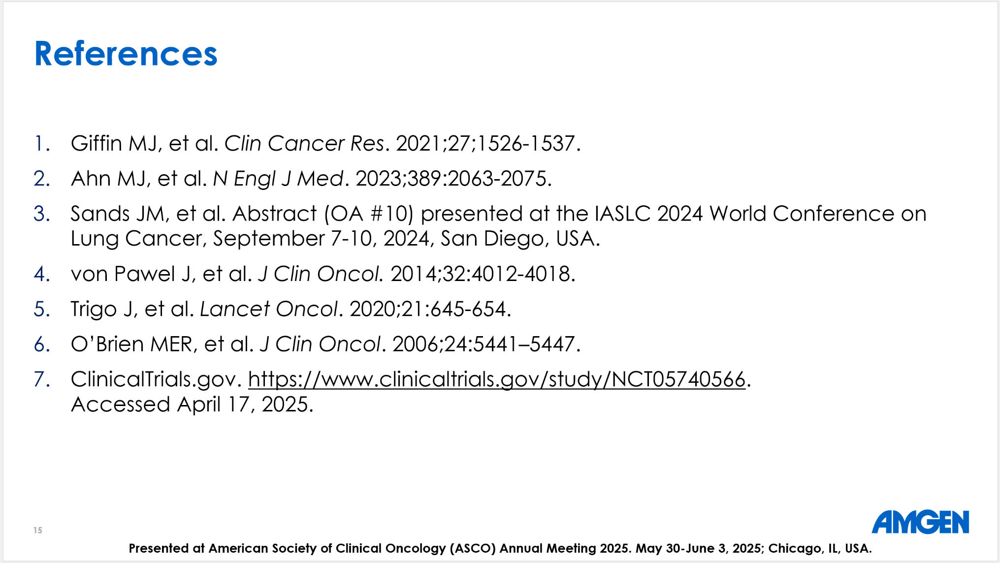 References
1. Giffin MJ, et al. Clin Cancer Res. 2021;27;1526-1537.
2. Ahn MJ, et al. N Engl J Med. 2023;389:2063-2075.
3. Sands JM, et al. Abstract (OA #10) presented at the IASLC 2024 World Conference on
Lung Cancer, September 7-10, 2024, San Diego, USA.
4. von Pawel J, et al. J Clin Oncol. 2014;32:4012-4018.
5. Trigo J, et al. Lancet Oncol. 2020;21:645-654.
6. O’Brien MER, et al. J Clin Oncol. 2006;24:5441–5447.
7. ClinicalTrials.gov. https://www.clinicaltrials.gov/study/NCT05740566.
Accessed April 17, 2025.
AMGEN
15
Presented at American Society of Clinical Oncology (ASCO) Annual Meeting 2025. May 30-June 3, 2025; Chicago, IL, USA.